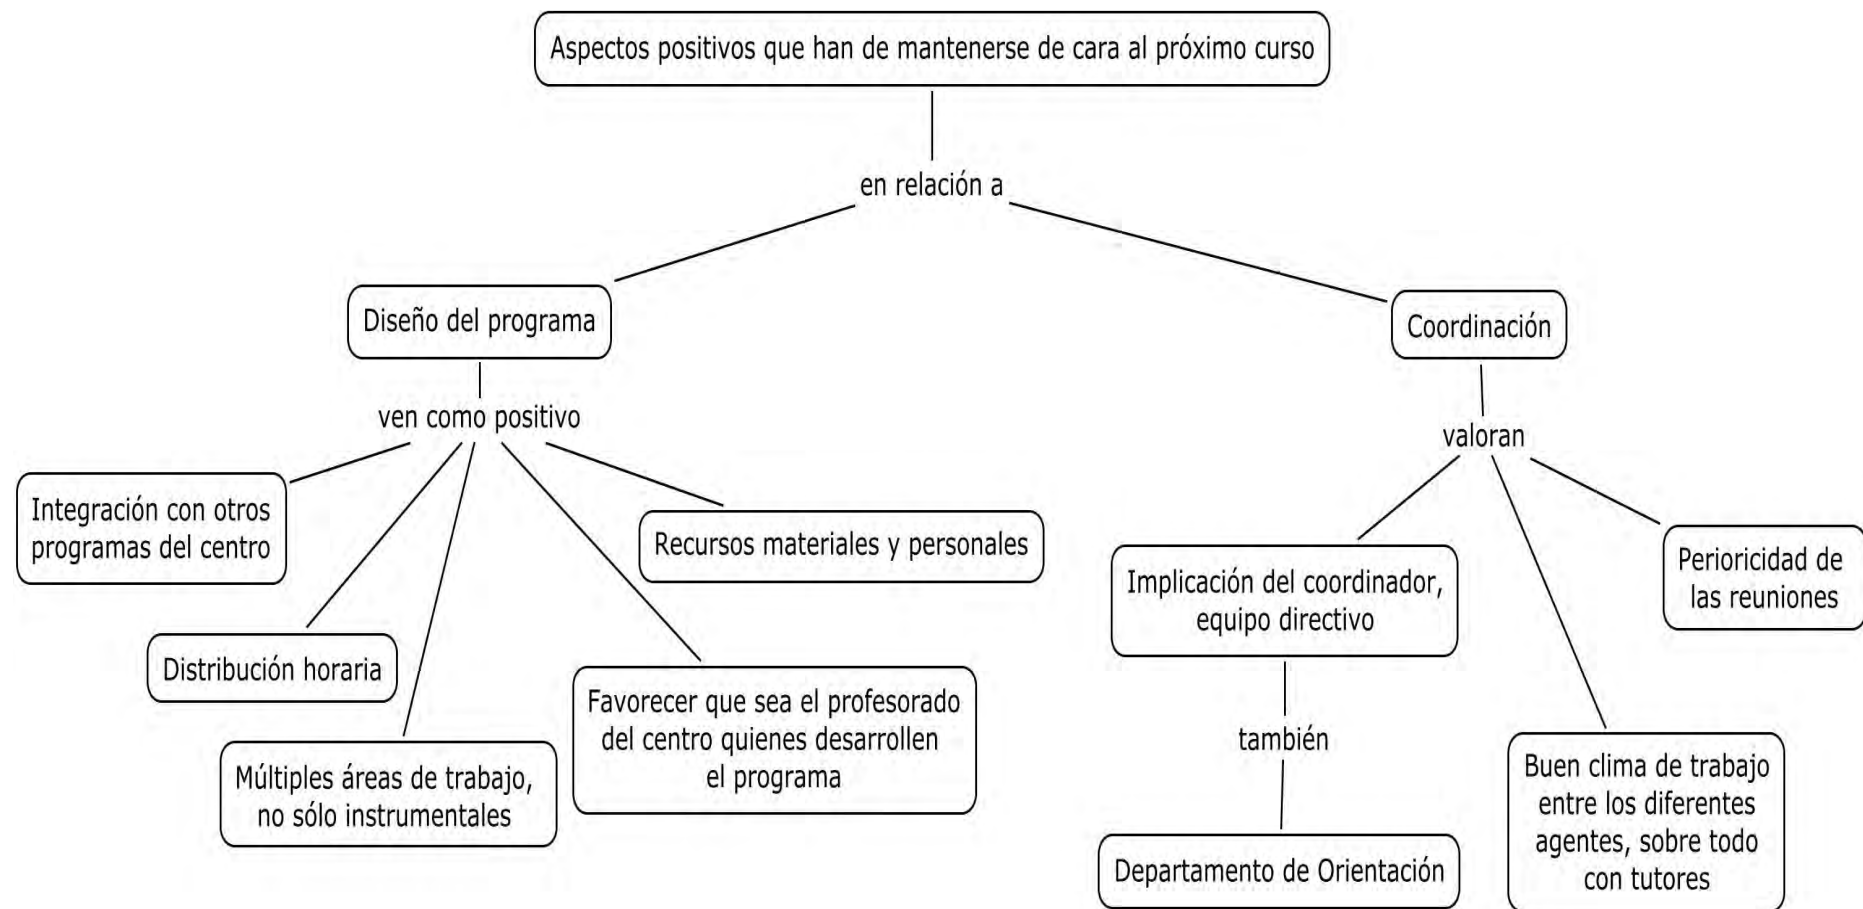 Aspectos positivos que han de mantenerse de cara al próximo curso
en relación a
Diseño del programa
ven como positivo
Integración con otros
programas del centro
Distribución horaria
Múltiples áreas de trabajo,
no sólo instrumentales
Favorecer que sea el profesorado
del centro quienes desarrollen
el programa
Recursos materiales y personales
Coordinación
valoran
Implicación del coordinador,
equipo directivo
también
Departamento de Orientación
Buen clima de trabajo
entre los diferentes
agentes, sobre todo
con tutores
Perioricidad de
las reuniones